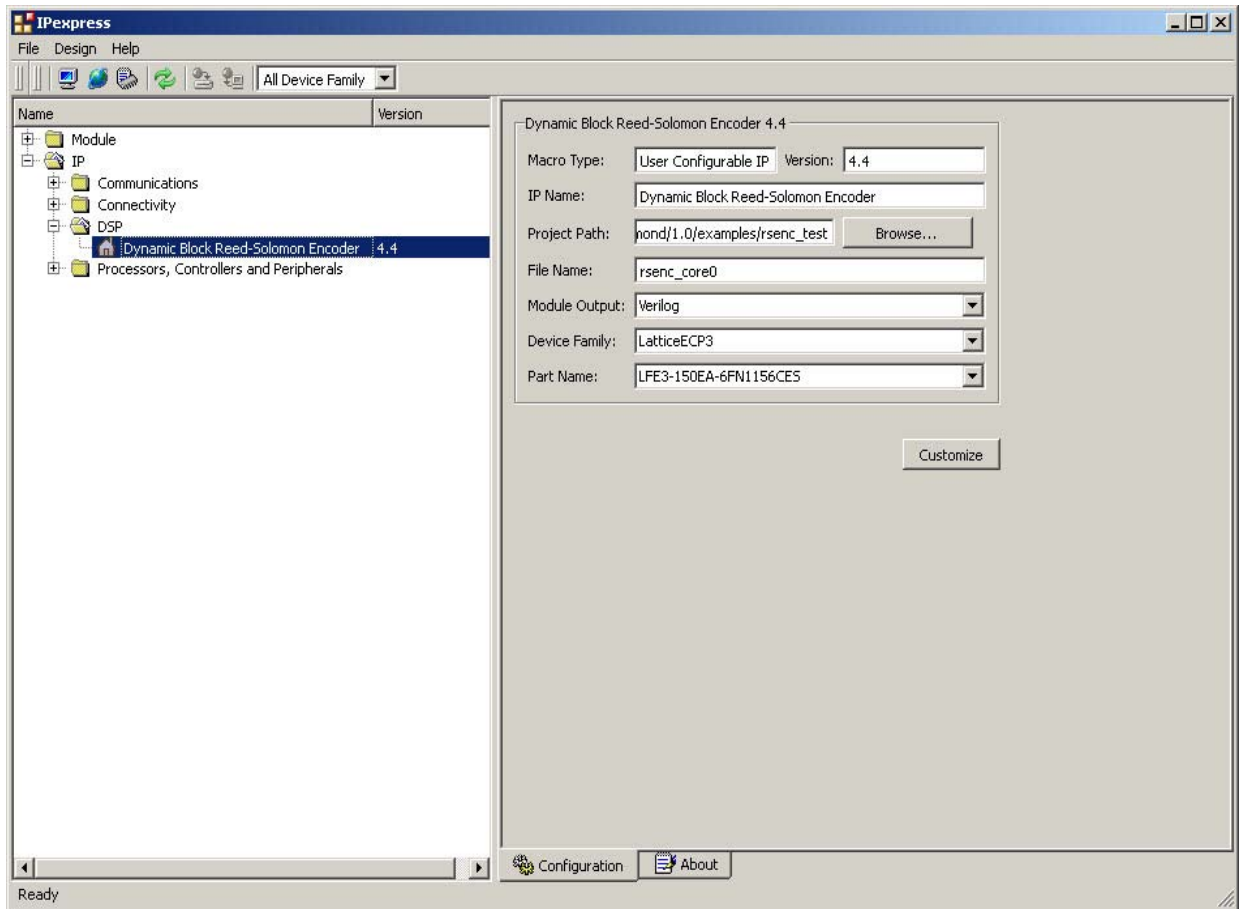 IPexpress
File Design Help
All Device Family
Name Version
Module
IP
Communications
Connectivity
DSP
Dynamic Block Reed-Solomon Encoder 4.4
Processors, Controllers and Peripherals
Dynamic Block Reed-Solomon Encoder 4.4
Macro Type: User Configurable IP Version: 4.4
IP Name: Dynamic Block Reed-Solomon Encoder
Project Path: nond/1.0/examples/rsenc_test Browse...
File Name: rsenc_core0
Module Output: Verilog
Device Family: LatticeECP3
Part Name: LFE3-150EA-6FN1156CES
Customize
Configuration About
Ready